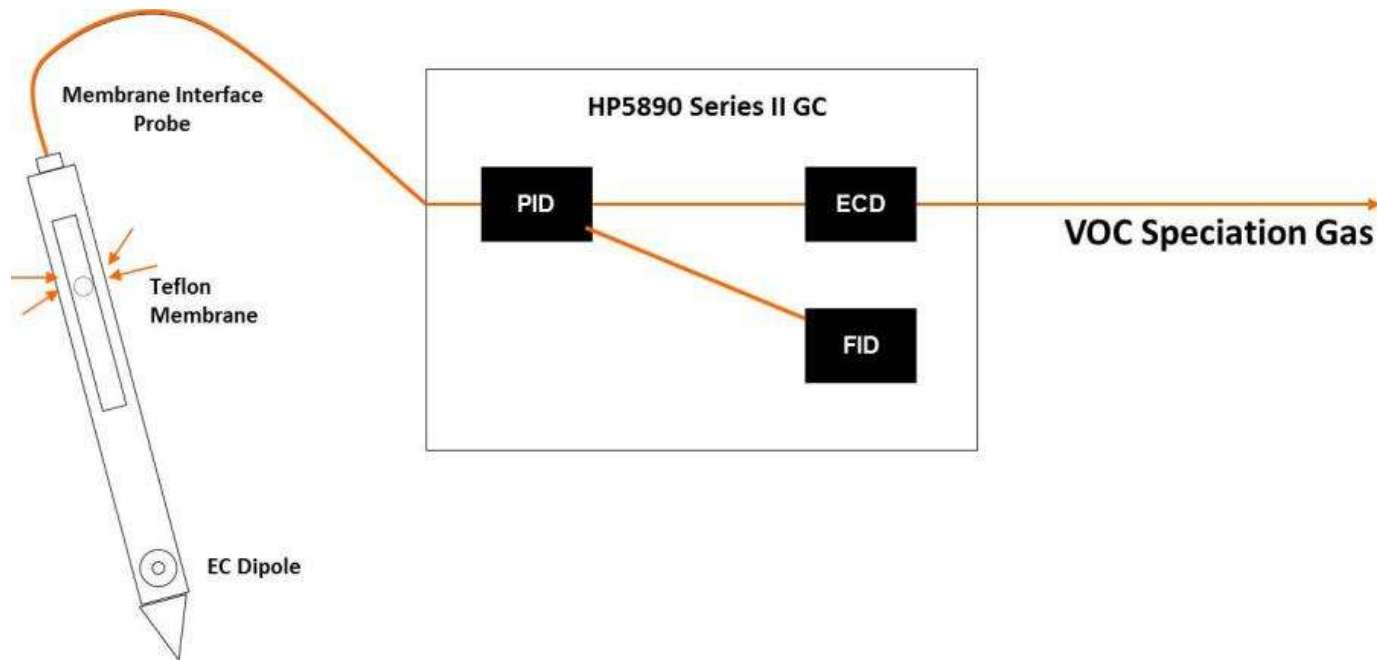 Membrane Interface
Probe
HP5890 Series II GC
PID
ECD
VOC Speciation Gas
Teflon
Membrane
FID
EC Dipole